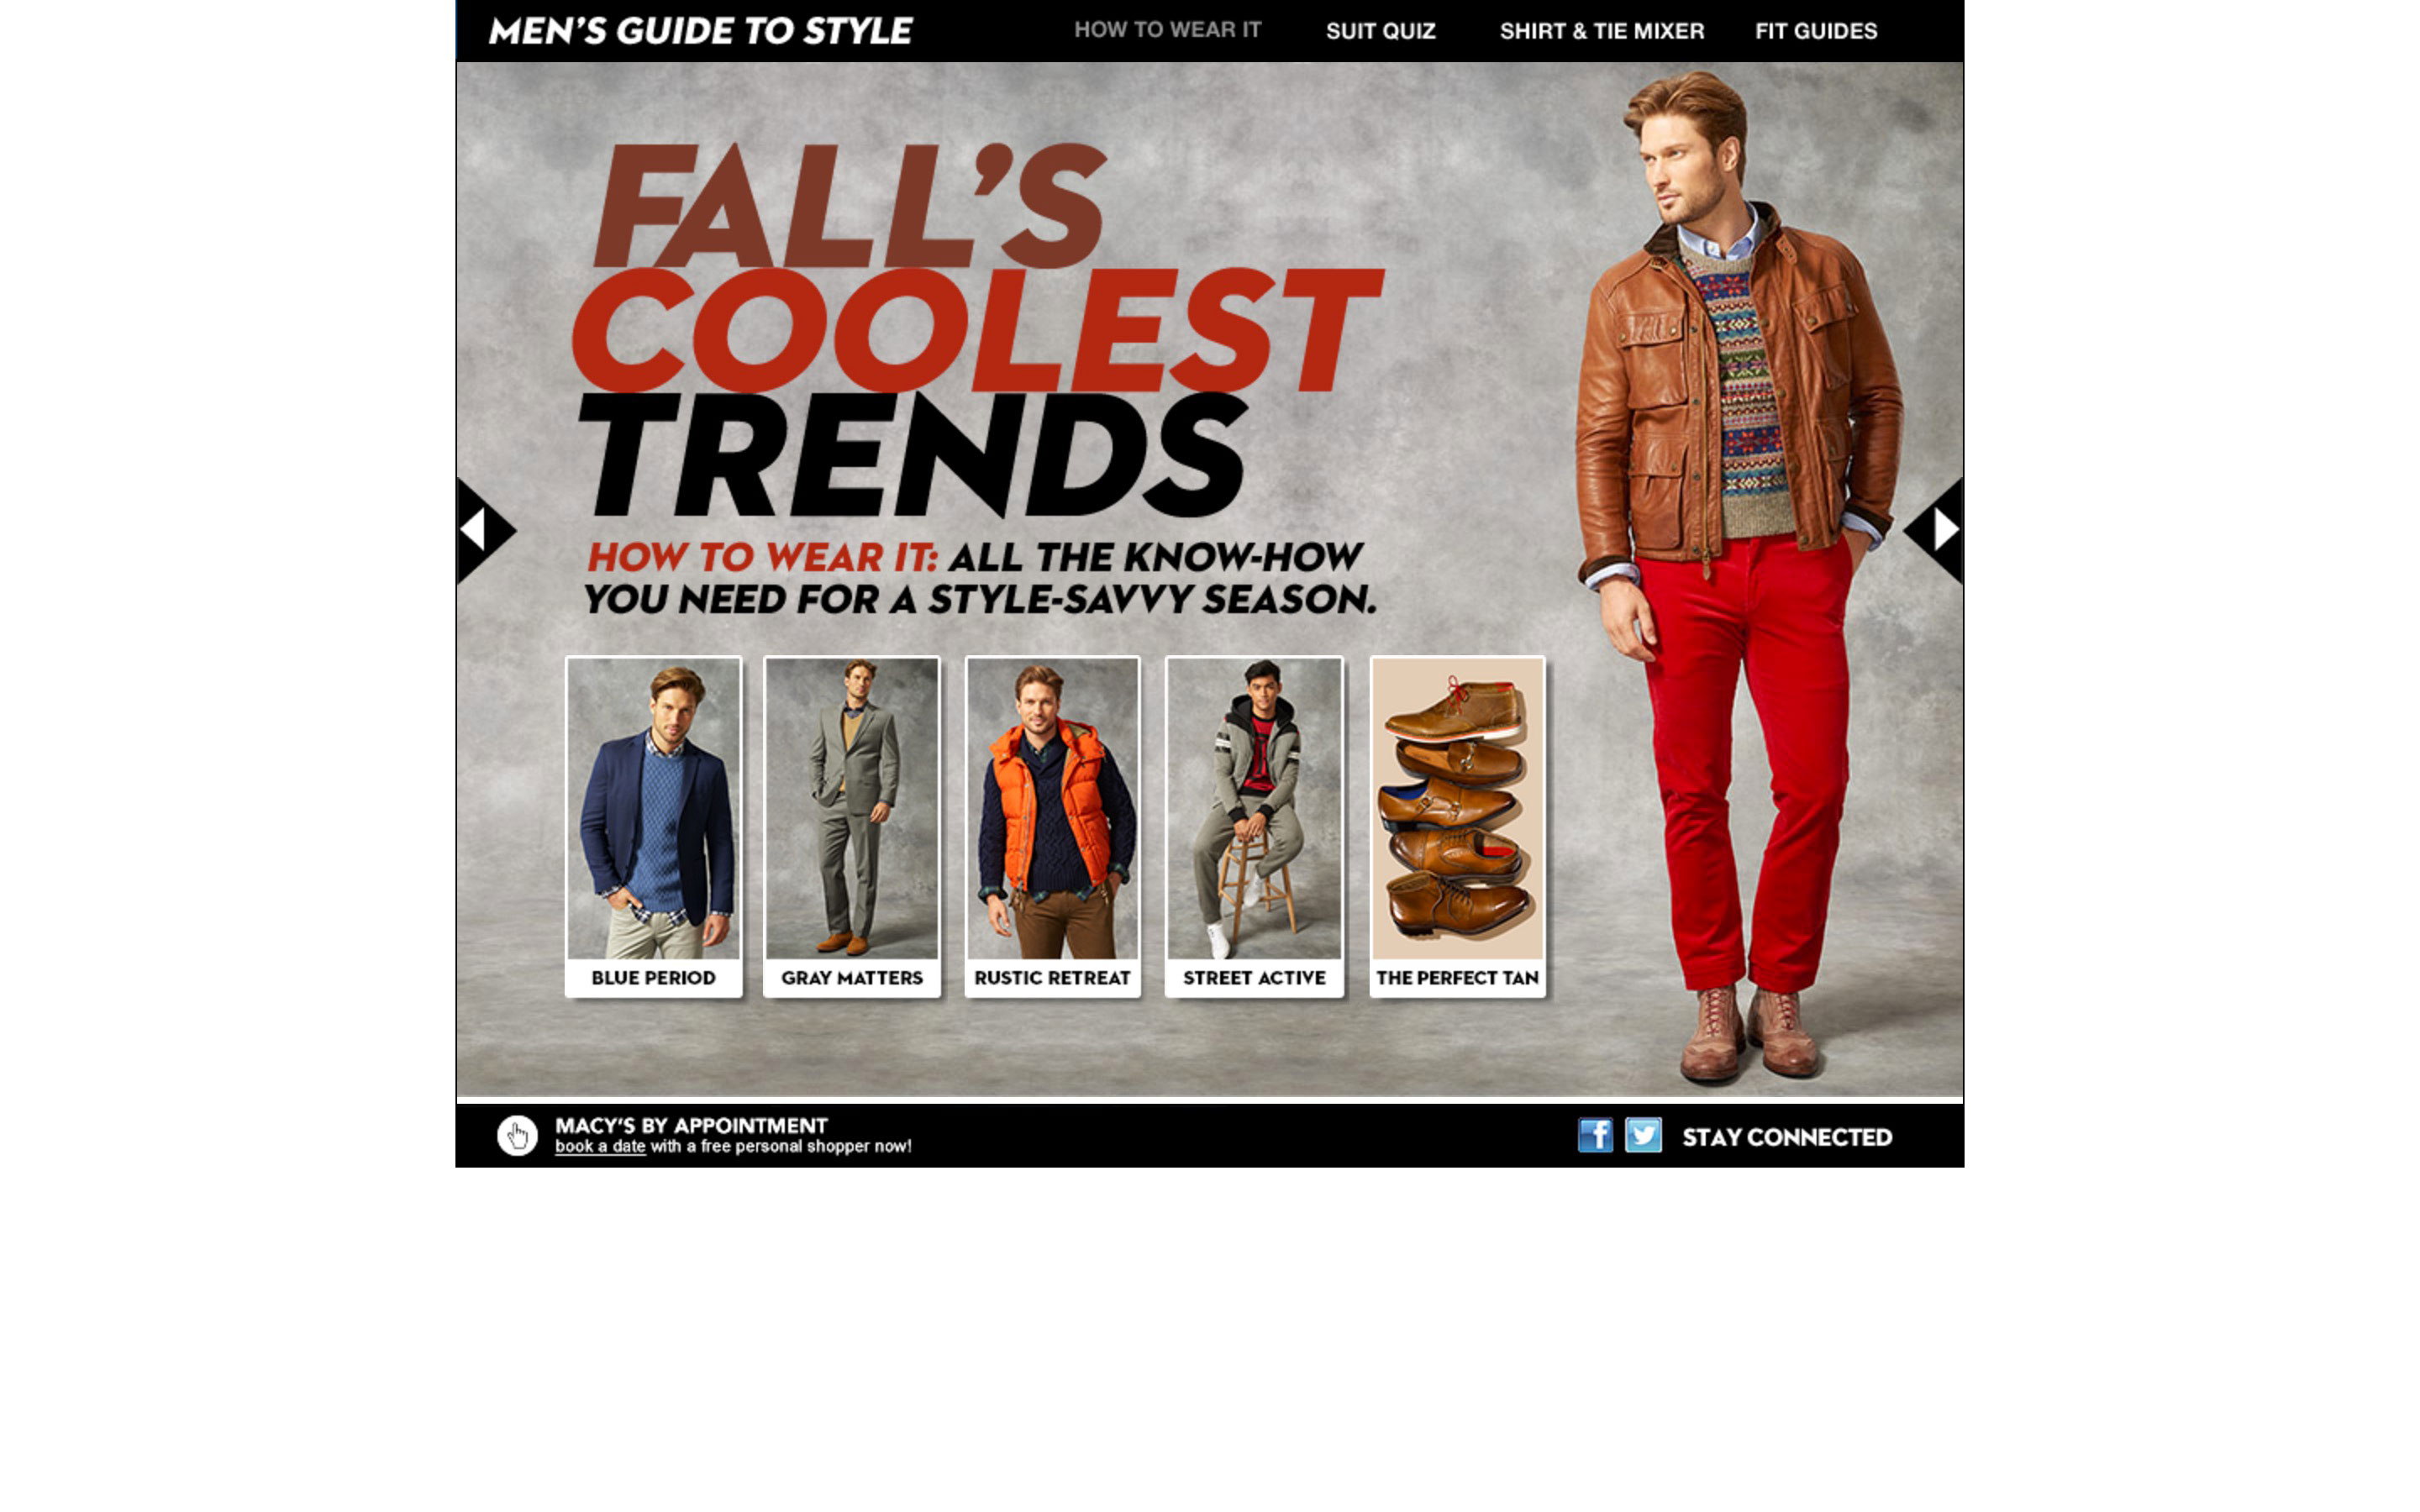 MEN'S GUIDE TO STYLE
HOW TO WEAR IT
SUIT QUIZ
SHIRT & TIE MIXER
FIT GUIDES
FALL'S
COOLEST
TRENDS
HOW TO WEAR IT: ALL THE KNOW-HOW
YOU NEED FOR A STYLE-SAVVY SEASON.
BLUE PERIOD
GRAY MATTERS
RUSTIC RETREAT
STREET ACTIVE
THE PERFECT TAN
MACY'S BY APPOINTMENT
book a date with a free personal shopper now!
STAY CONNECTED